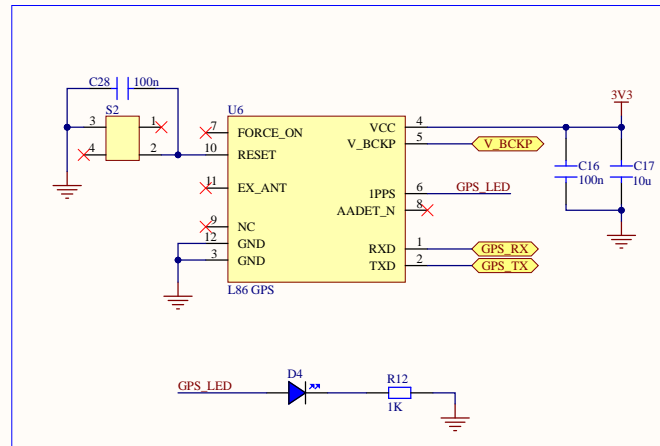 C28 100n
S2
3 1
4 2
U6
7 FORCE_ON
10 RESET
11 EX_ANT
9 NC
12 GND
3 GND
VCC 4
V_BCKP 5 V_BCKP
1PPS 6 GPS_LED
AADET_N 8
RXD 1 GPS_RX
TXD 2 GPS_TX
L86 GPS
3V3
C16
100n
C17
10u
GPS_LED
D4
R12
1K